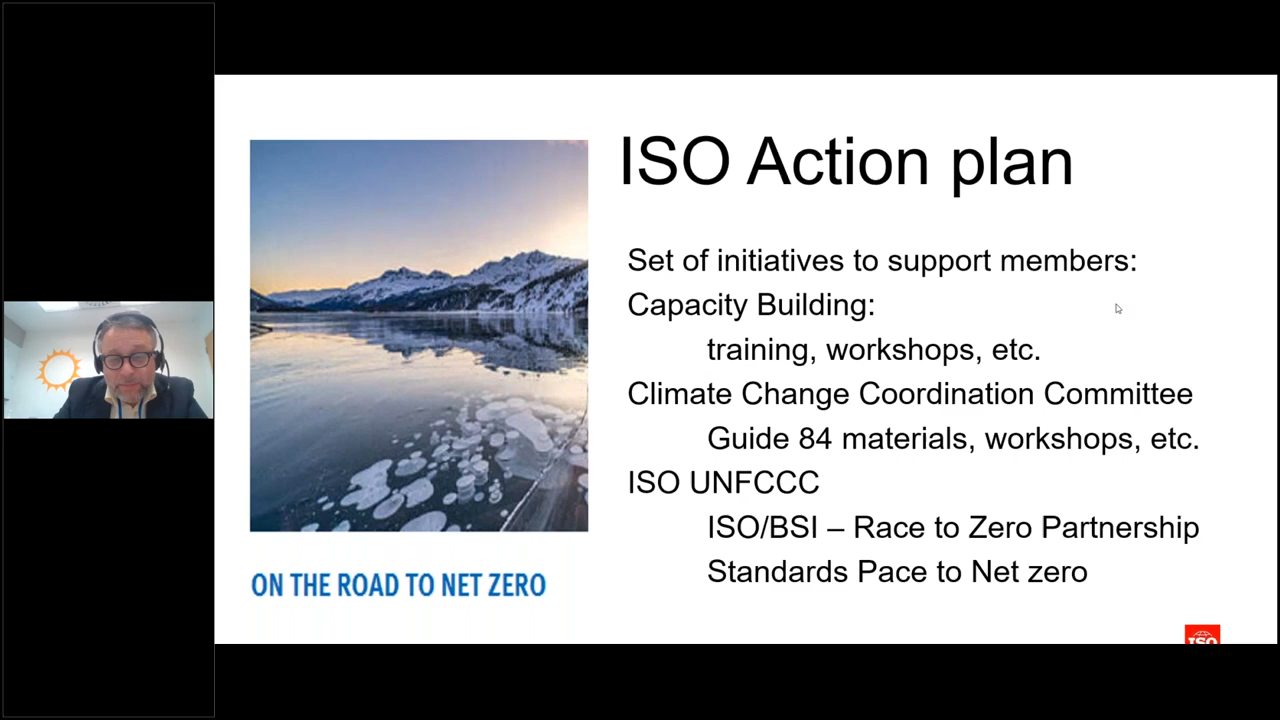 ISO Action plan
Set of initiatives to support members:
Capacity Building:
training, workshops, etc.
Climate Change Coordination Committee
Guide 84 materials, workshops, etc.
ISO UNFCCC
ISO/BSI – Race to Zero Partnership
Standards Pace to Net zero
ON THE ROAD TO NET ZERO
ISO